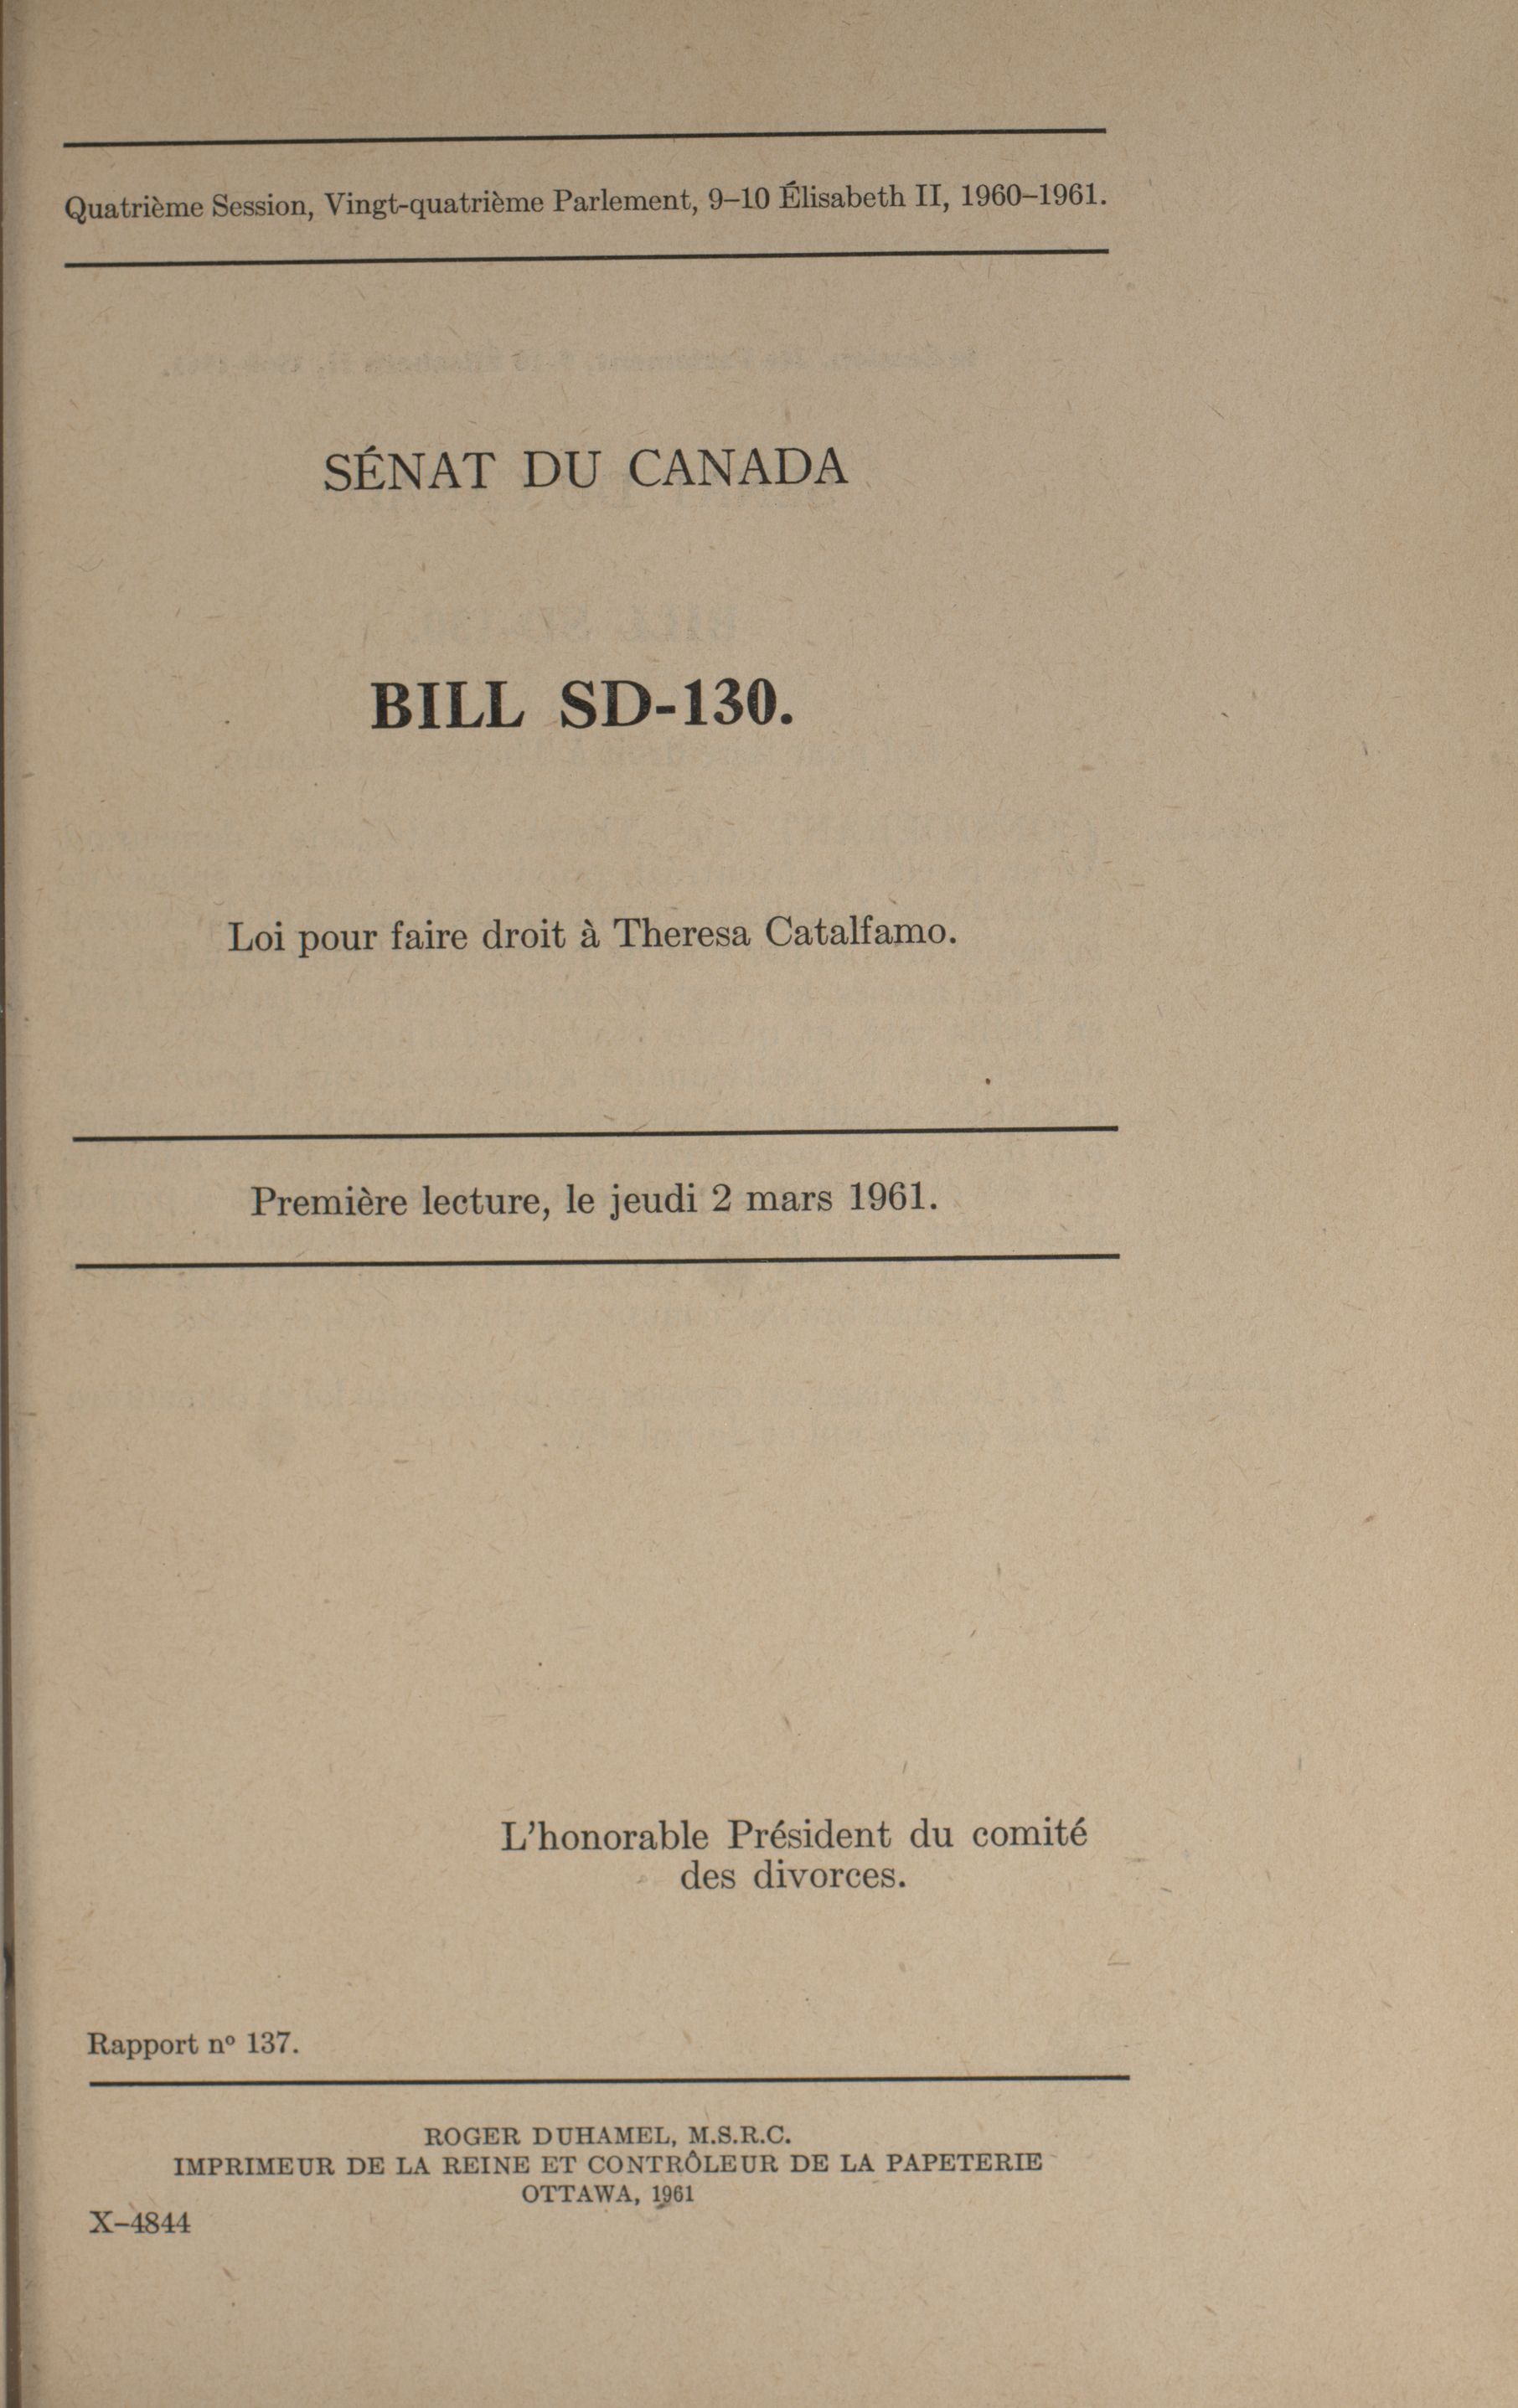 Quatrième Session, Vingt-quatrième Parlement, 9–10 Élisabeth II, 1960–1961.
SÉNAT DU CANADA
BILL SD-130.
Loi pour faire droit à Theresa Catalfamo.
Première lecture, le jeudi 2 mars 1961.
L'honorable Président du comité
des divorces.
Rapport nº 137.
ROGER DUHAMEL, M.S.R.C.
IMPRIMEUR DE LA REINE ET CONTRÔLEUR DE LA PAPETERIE
OTTAWA, 1961
X–4844